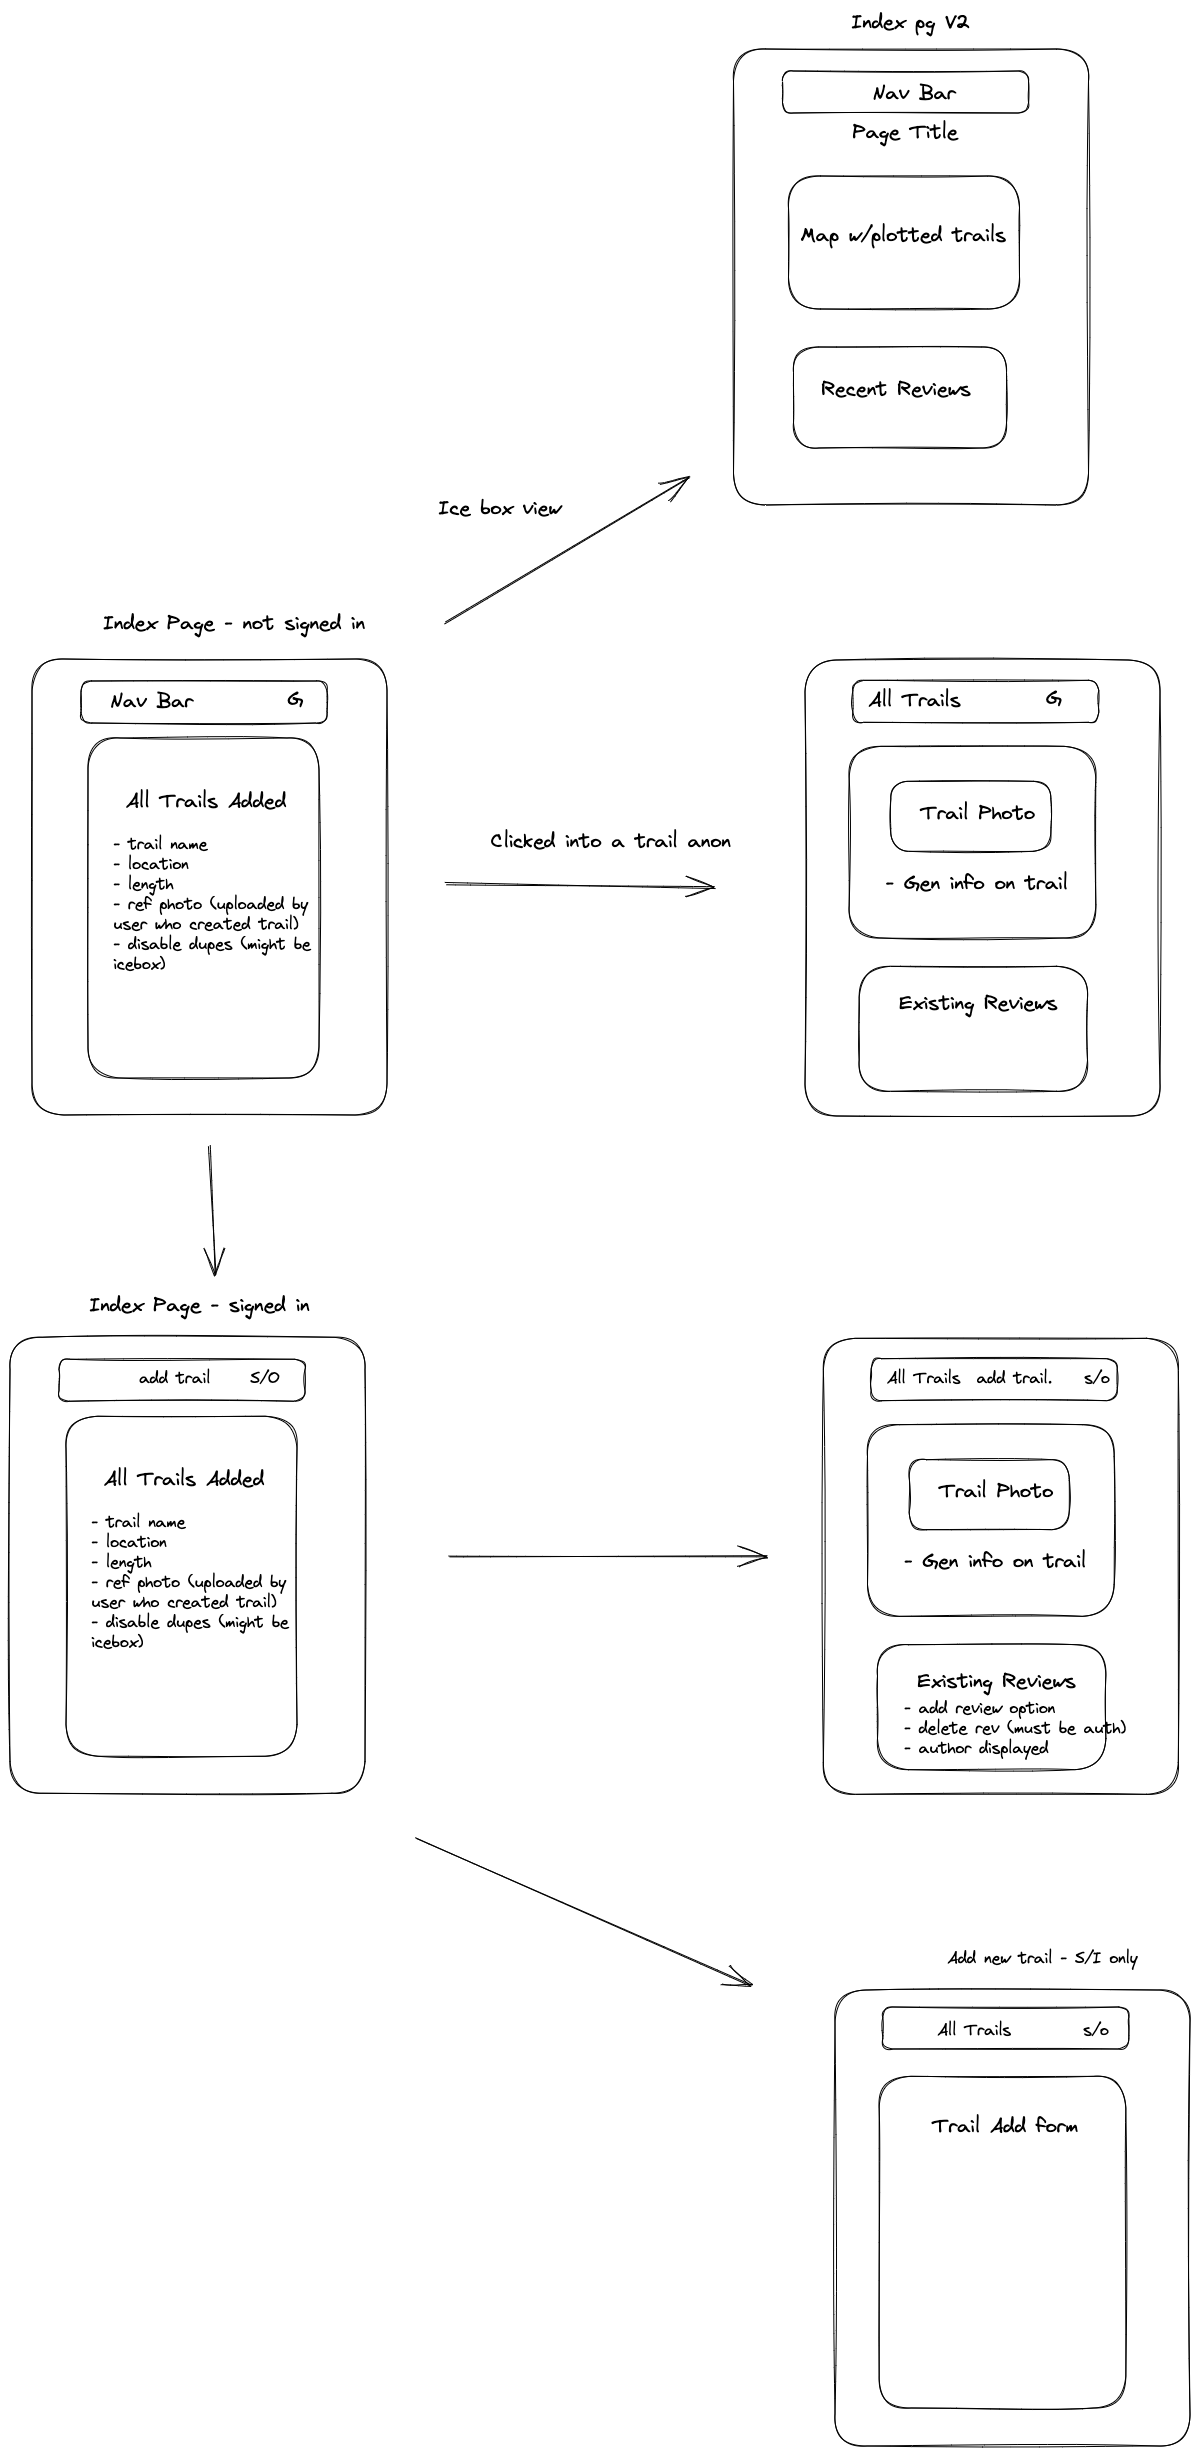 Index pg V2
Nav Bar
Page Title
Map w/plotted trails
Recent Reviews
Ice box view
Index Page - not signed in
Nav Bar G
All Trails Added
- trail name
- location
- length
- ref photo (uploaded by
user who created trail)
- disable dupes (might be
icebox)
Clicked into a trail anon
All Trails G
Trail Photo
- Gen info on trail
Existing Reviews
Index Page - signed in
add trail S/O
All Trails Added
- trail name
- location
- length
- ref photo (uploaded by
user who created trail)
- disable dupes (might be
icebox)
All Trails add trail. s/o
Trail Photo
- Gen info on trail
Existing Reviews
- add review option
- delete rev (must be auth)
- author displayed
Add new trail - S/I only
All Trails s/o
Trail Add form